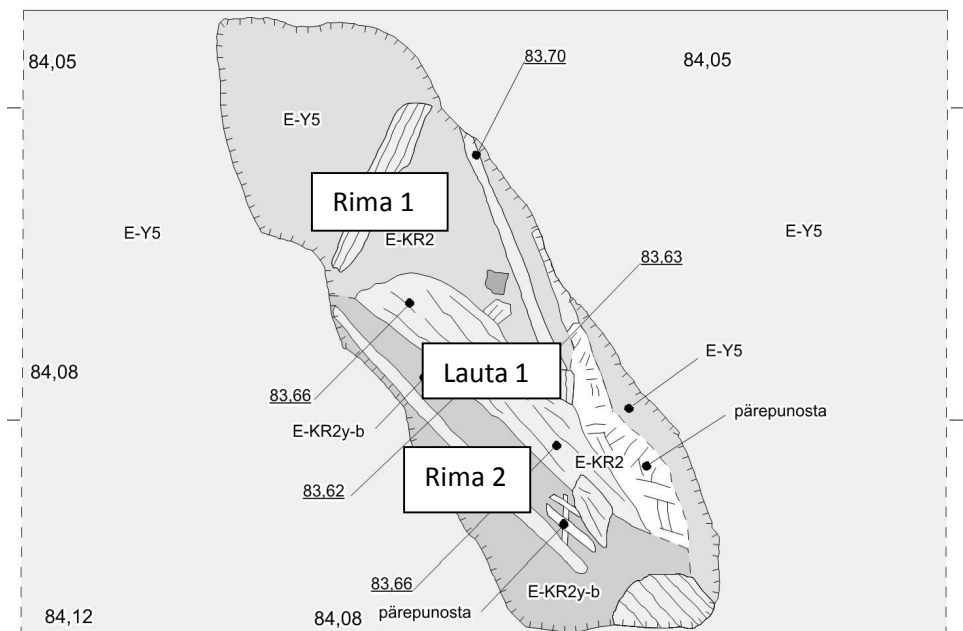 84,05
83,70
84,05
E-Y5
Rima 1
E-Y5
E-KR2
E-Y5
83,63
E-Y5
84,08
Lauta 1
83,66
pärepunosta
E-KR2y-b
E-KR2
Rima 2
83,62
83,66
E-KR2y-b
pärepunosta
84,12
84,08